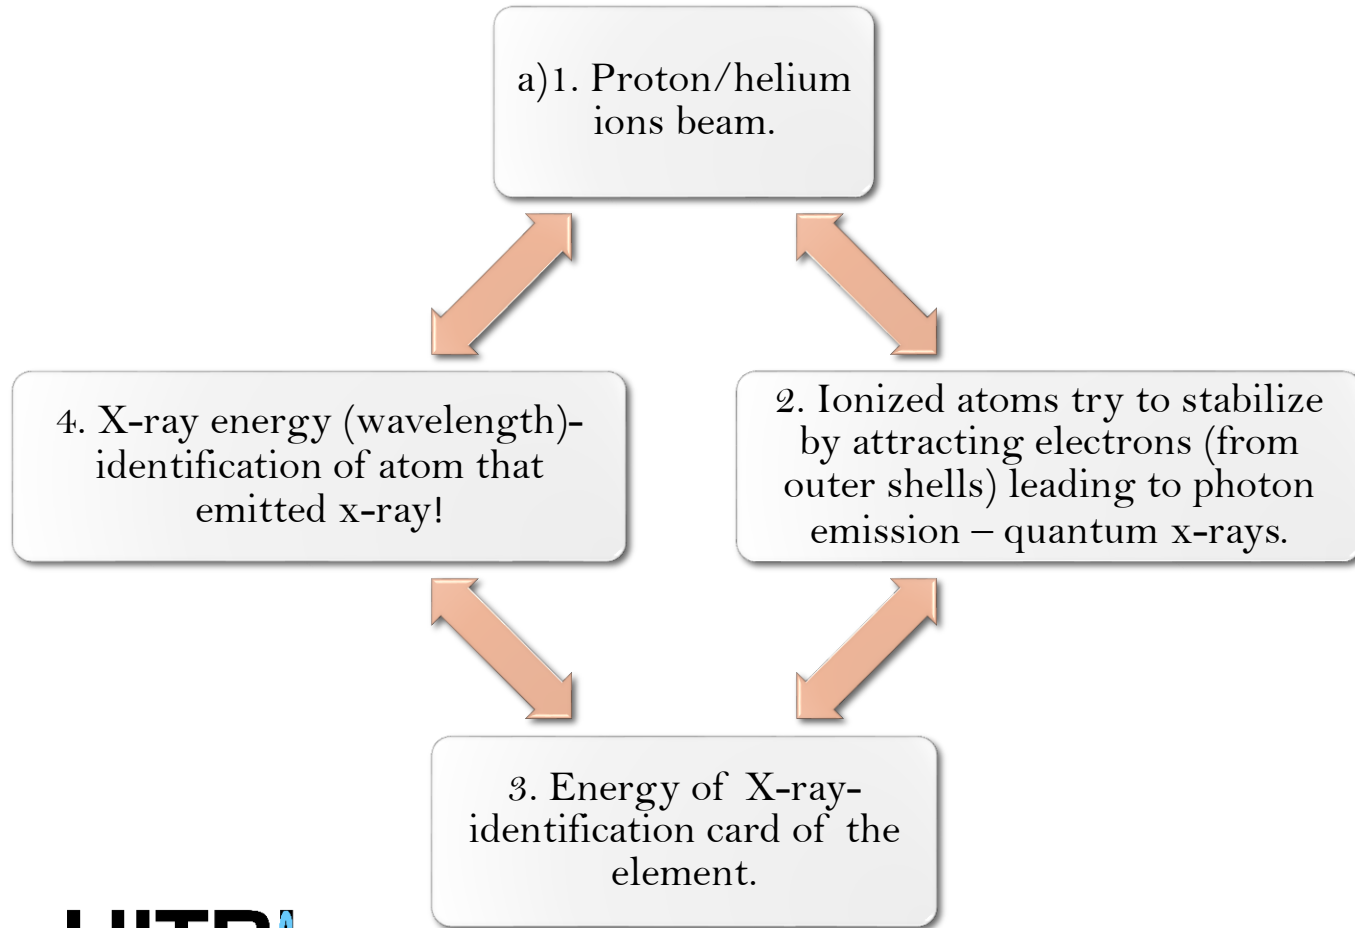 a)1. Proton/helium
ions beam.
2. Ionized atoms try to stabilize
by attracting electrons (from
outer shells) leading to photon
emission – quantum x-rays.
3. Energy of X-ray-
identification card of the
element.
4. X-ray energy (wavelength)-
identification of atom that
emitted x-ray!